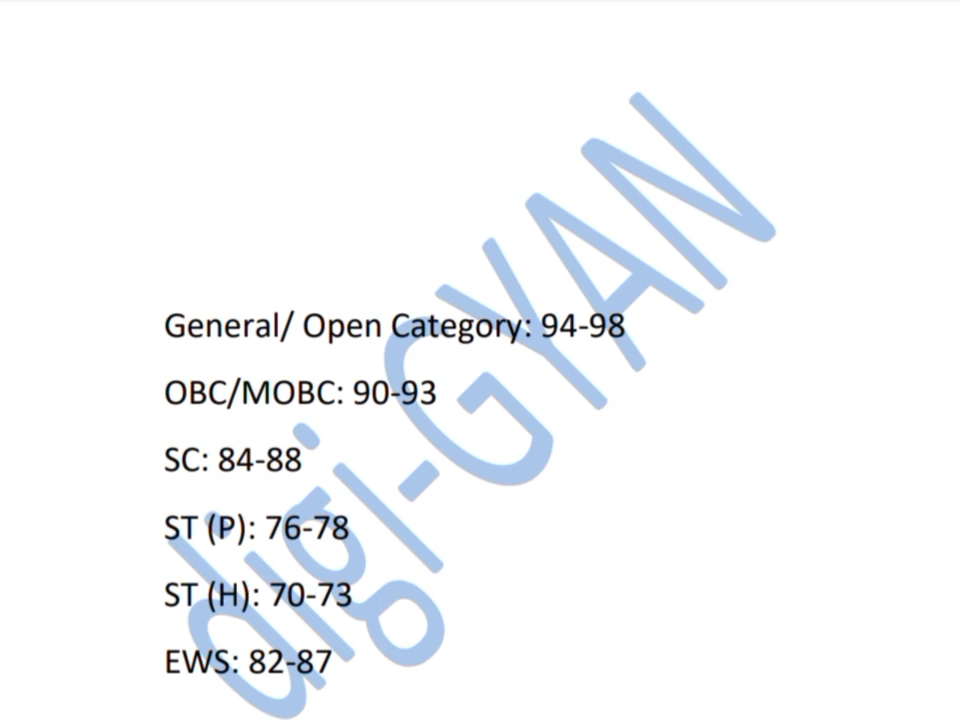 General/ Open Category: 94-98
OBC/MOBC: 90-93
SC: 84-88
ST (P): 76-78
ST (H): 70-73
EWS: 82-87
digi-GYAN